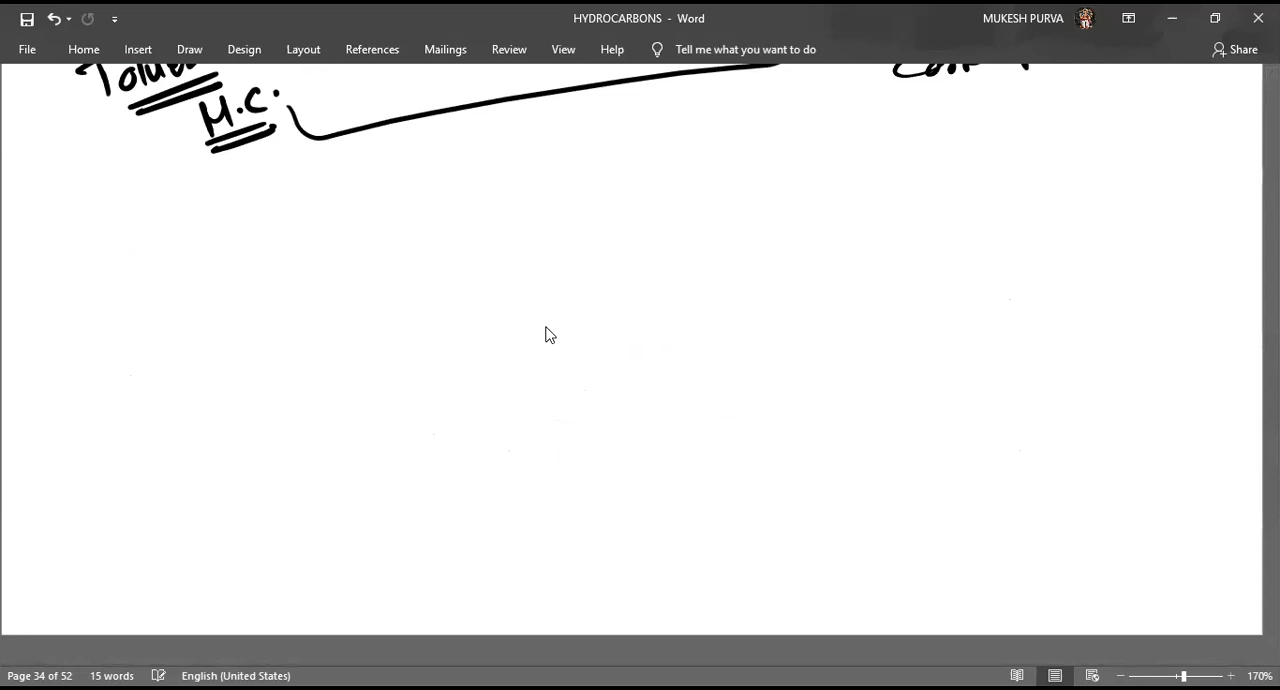 HYDROCARBONS - Word
MUKESH PURVA
File Home Insert Draw Design Layout References Mailings Review View Help Tell me what you want to do Share
M.C.
Page 34 of 52 15 words English (United States) 170%